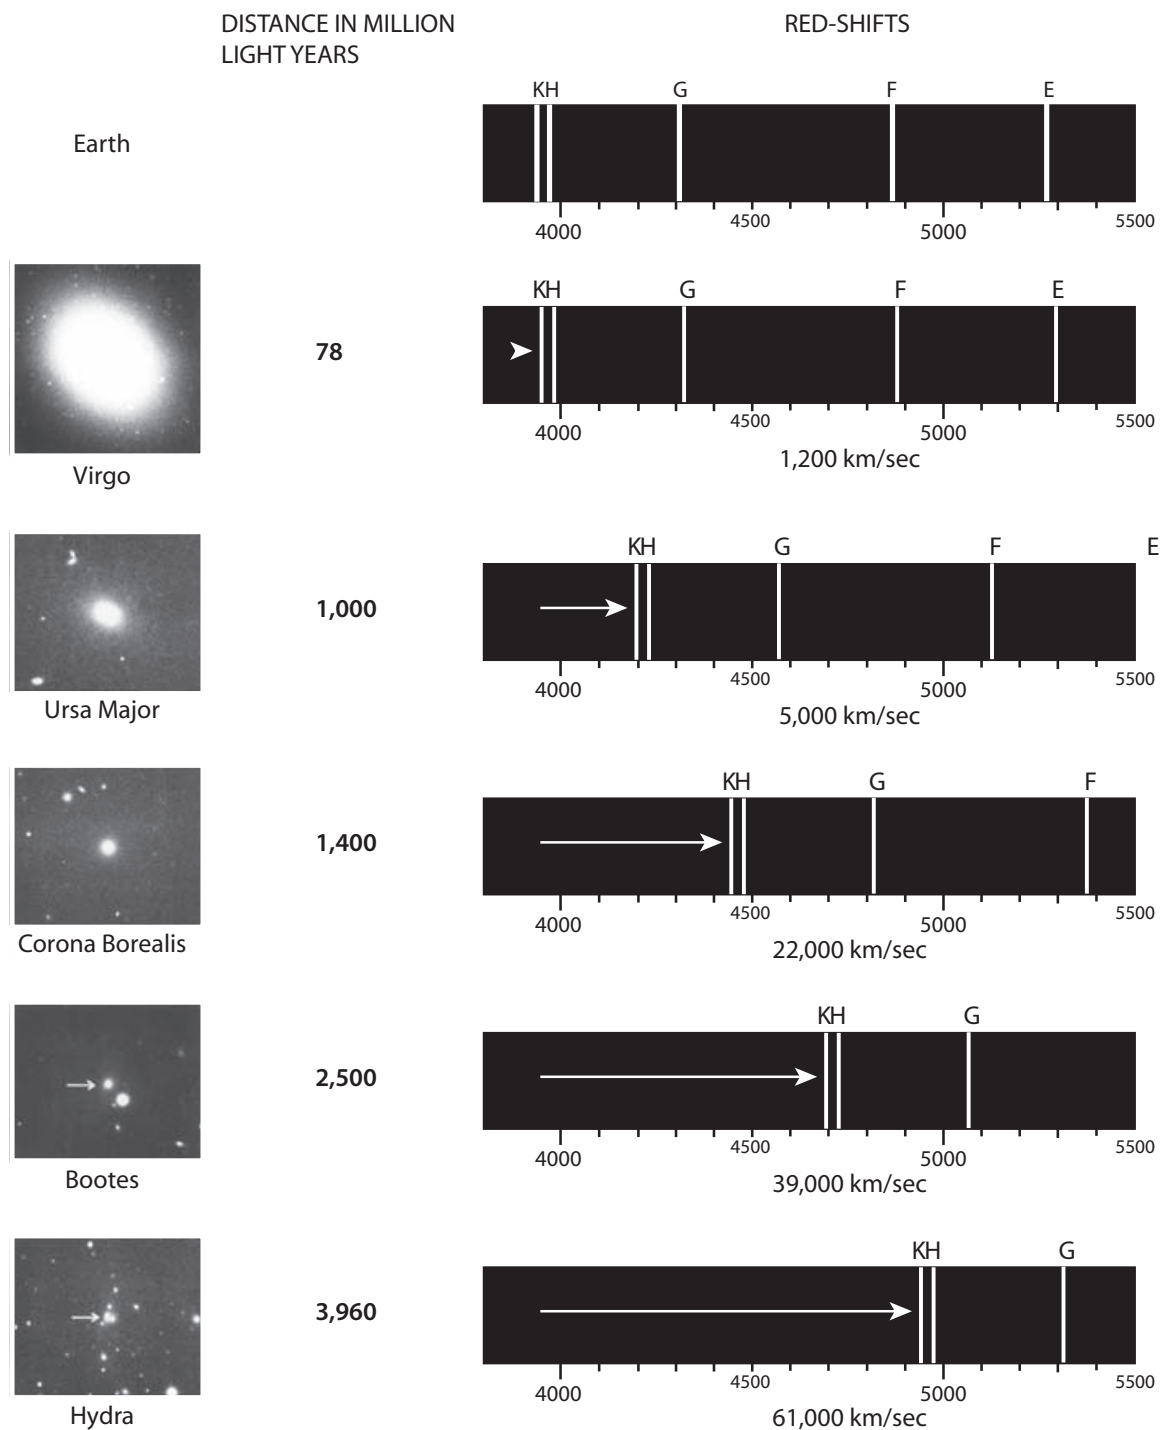 DISTANCE IN MILLION
LIGHT YEARS
RED-SHIFTS
Earth
KH G F E
4000 4500 5000 5500
Virgo
78
KH G F E
4000 4500 5000 5500
1,200 km/sec
Ursa Major
1,000
KH G F E
4000 4500 5000 5500
5,000 km/sec
Corona Borealis
1,400
KH G F
4000 4500 5000 5500
22,000 km/sec
Bootes
2,500
KH G
4000 4500 5000 5500
39,000 km/sec
Hydra
3,960
KH G
4000 4500 5000 5500
61,000 km/sec